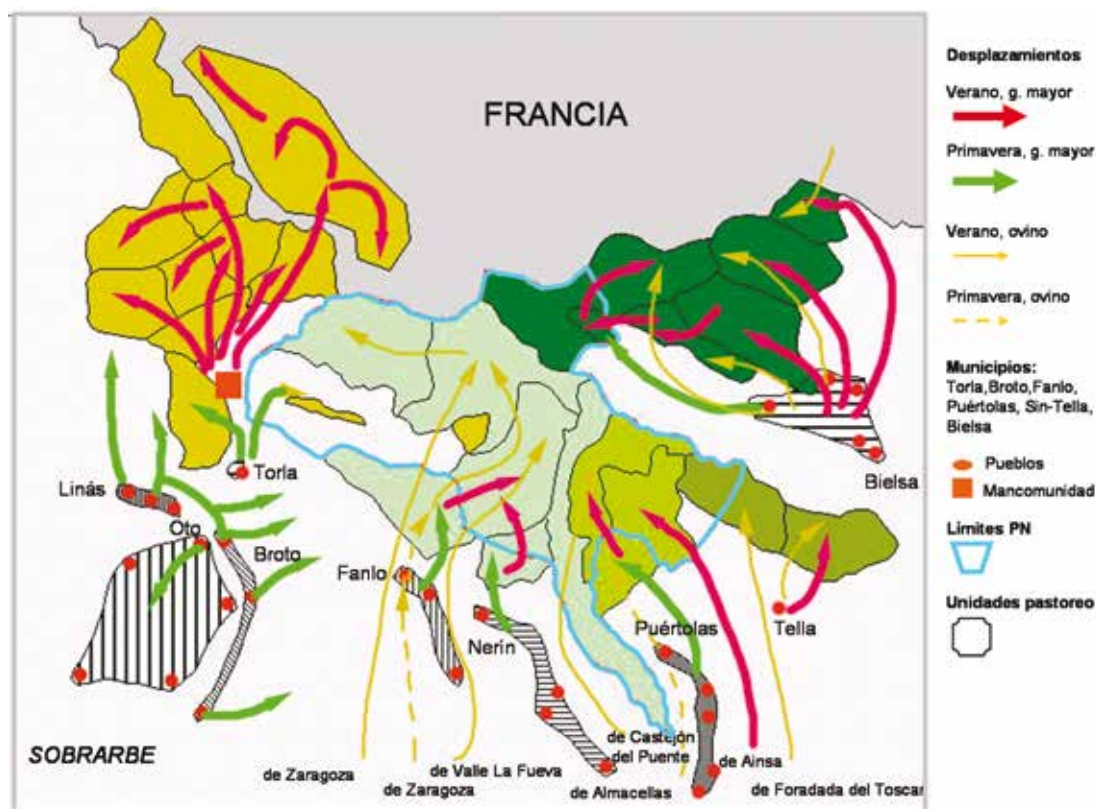 FRANCIA
Torla
Linás
Oto
Broto
Fanlo
Nerín
Puértolas
Tella
Bielsa
SOBRARBE
de Zaragoza
de Zaragoza
de Valle La Fueva
de Almacellas
de Castejón
del Puente
de Ainsa
de Foradada del Toscar
Desplazamientos
Verano, g. mayor
Primavera, g. mayor
Verano, ovino
Primavera, ovino
Municipios:
Torla,Broto,Fanlo,
Puértolas, Sin-Tella,
Bielsa
Pueblos
Mancomunidad
Límites PN
Unidades pastoreo